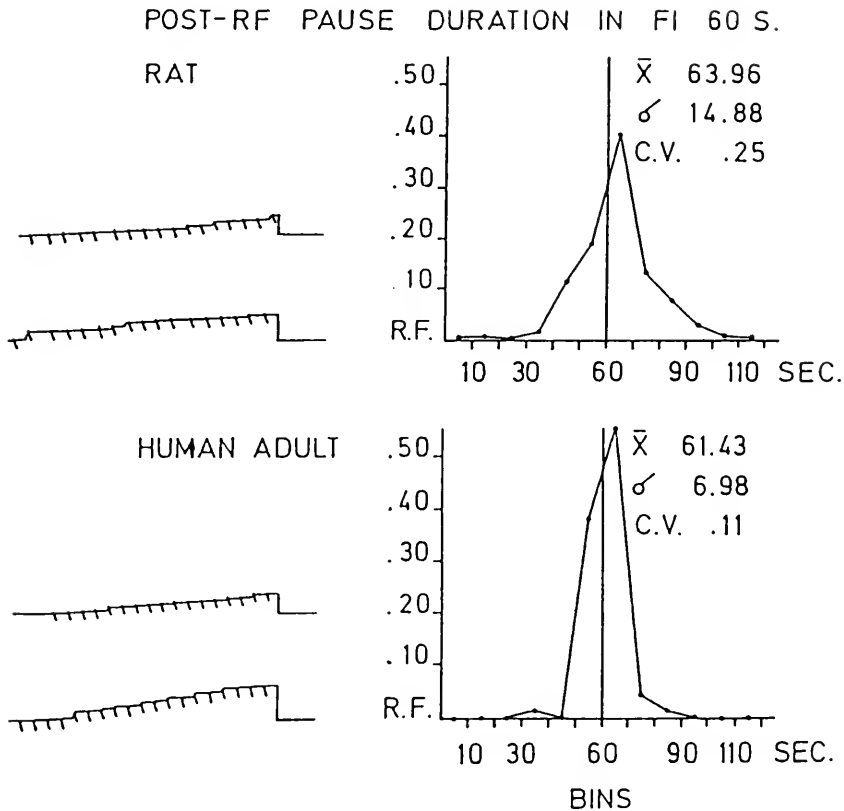 POST-RF PAUSE DURATION IN FI 60 S.
RAT
.50
.40
.30
.20
.10
R.F.
X̄ 63.96
σ 14.88
C.V. .25
10 30 60 90 110 SEC.
HUMAN ADULT
.50
.40
.30
.20
.10
R.F.
X̄ 61.43
σ 6.98
C.V. .11
10 30 60 90 110 SEC.
BINS